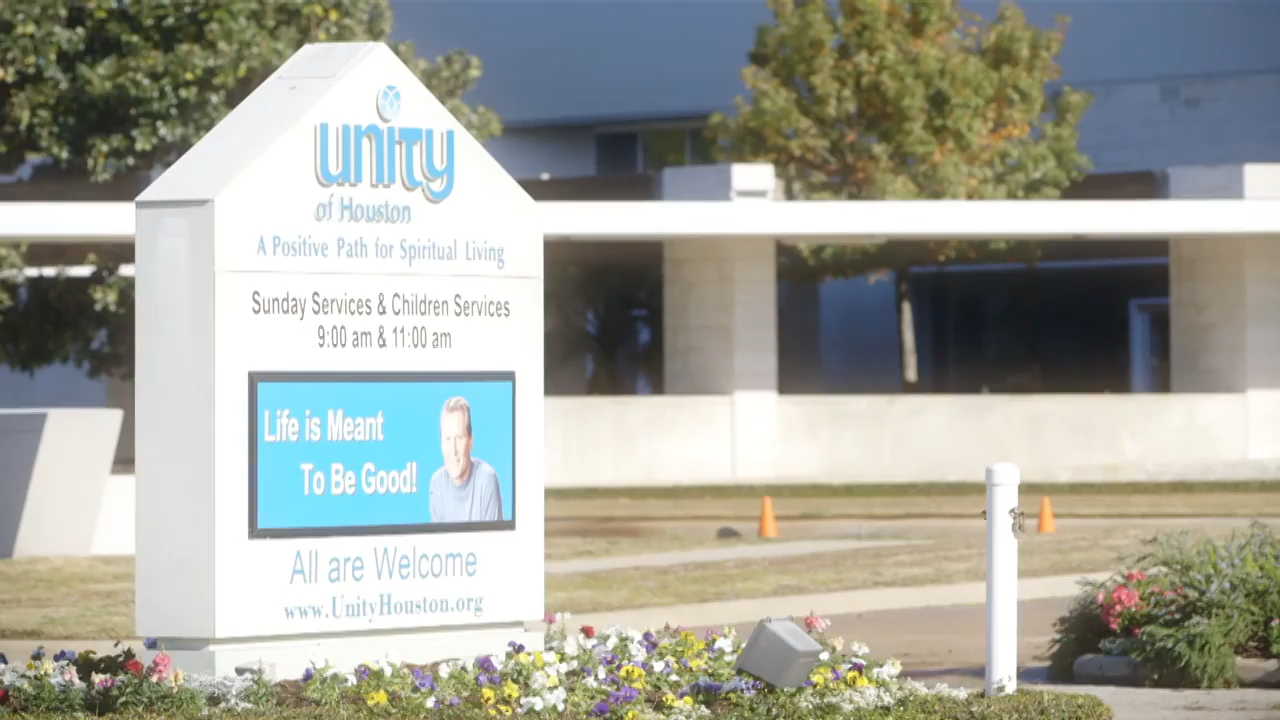 unity
of Houston
A Positive Path for Spiritual Living
Sunday Services & Children Services
9:00 am & 11:00 am
Life is Meant
To Be Good!
All are Welcome
www.UnityHouston.org